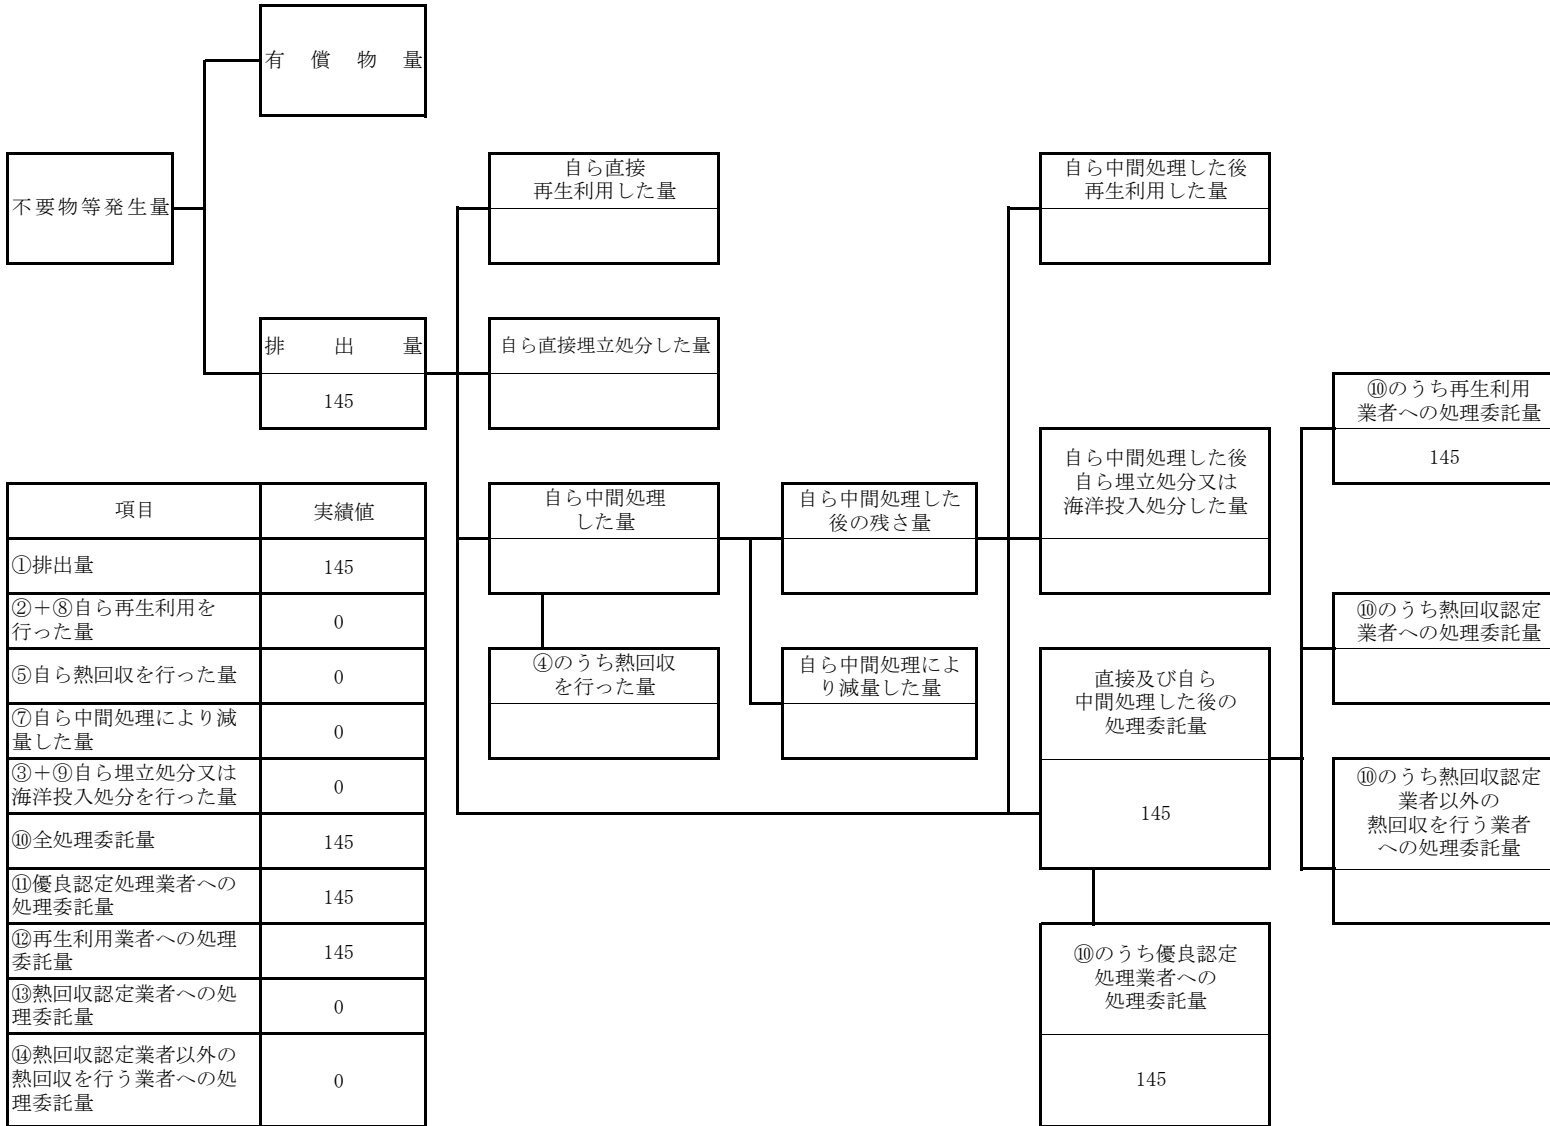 有償物量
不要物等発生量
自ら直接
再生利用した量
自ら中間処理した後
再生利用した量
排出量
145
自ら直接埋立処分した量
⑩のうち再生利用
業者への処理委託量
145
自ら中間処理した後
自ら埋立処分又は
海洋投入処分した量
自ら中間処理
した量
自ら中間処理した
後の残さ量
⑩のうち熱回収認定
業者への処理委託量
④のうち熱回収
を行った量
自ら中間処理によ
り減量した量
直接及び自ら
中間処理した後の
処理委託量
145
⑩のうち熱回収認定
業者以外の
熱回収を行う業者
への処理委託量
⑩のうち優良認定
処理業者への
処理委託量
145
項目 実績値
①排出量 145
②+⑧自ら再生利用を
行った量 0
⑤自ら熱回収を行った量 0
⑦自ら中間処理により減
量した量 0
③+⑨自ら埋立処分又は
海洋投入処分を行った量 0
⑩全処理委託量 145
⑪優良認定処理業者への
処理委託量 145
⑫再生利用業者への処理
委託量 145
⑬熱回収認定業者への処
理委託量 0
⑭熱回収認定業者以外の
熱回収を行う業者への処
理委託量 0